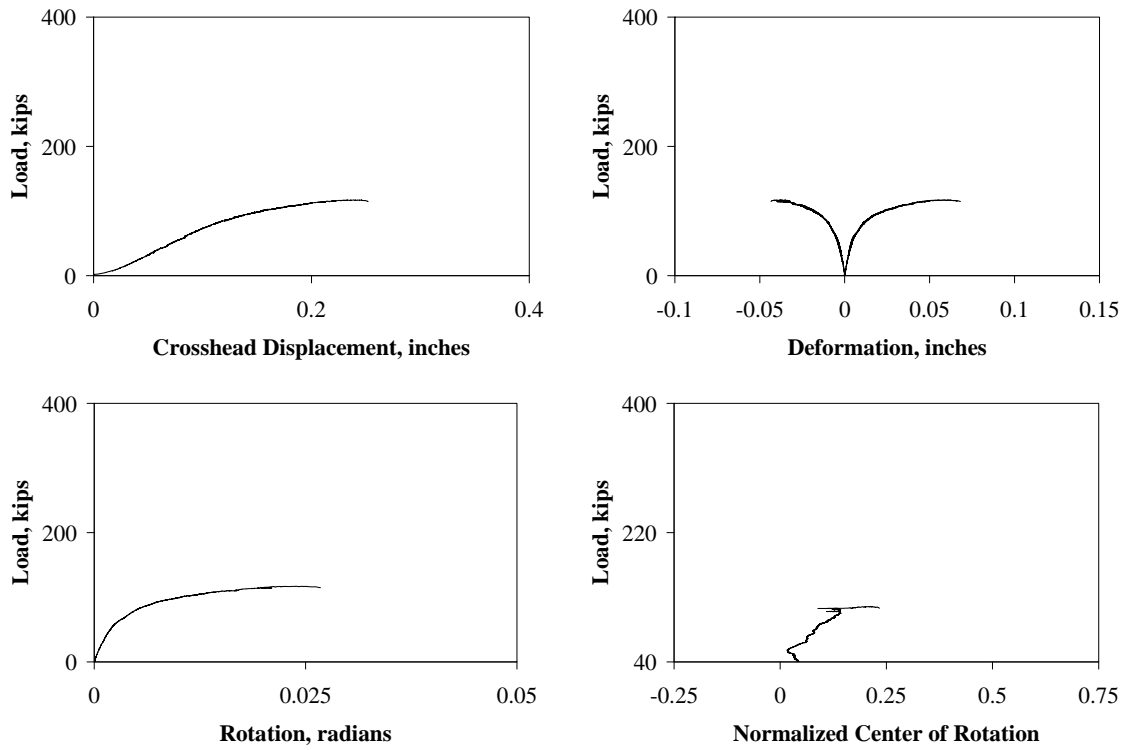 400
200
0
0 0.2 0.4
Load, kips
Crosshead Displacement, inches
400
200
0
-0.1 -0.05 0 0.05 0.1 0.15
Load, kips
Deformation, inches
400
200
0
0 0.025 0.05
Load, kips
Rotation, radians
400
220
40
-0.25 0 0.25 0.5 0.75
Load, kips
Normalized Center of Rotation